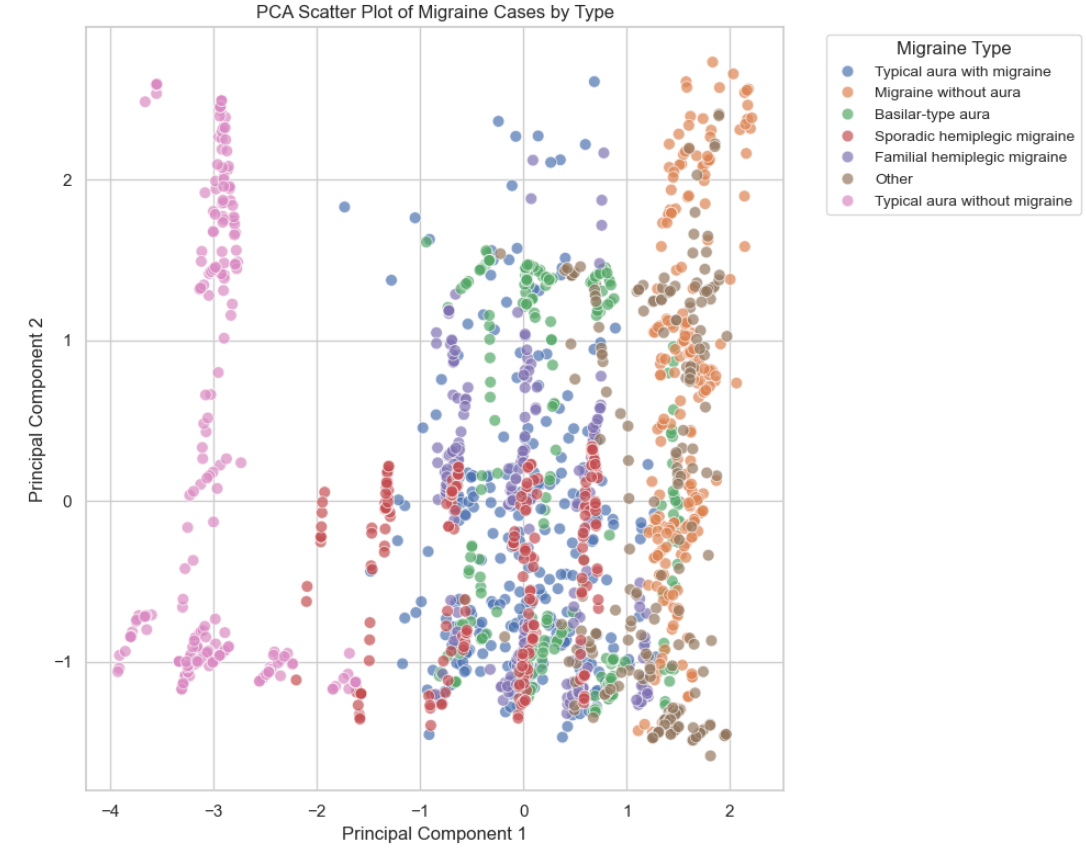 PCA Scatter Plot of Migraine Cases by Type
Principal Component 2
2
1
0
−1
−4
−3
−2
−1
0
1
2
Principal Component 1
Migraine Type
Typical aura with migraine
Migraine without aura
Basilar-type aura
Sporadic hemiplegic migraine
Familial hemiplegic migraine
Other
Typical aura without migraine